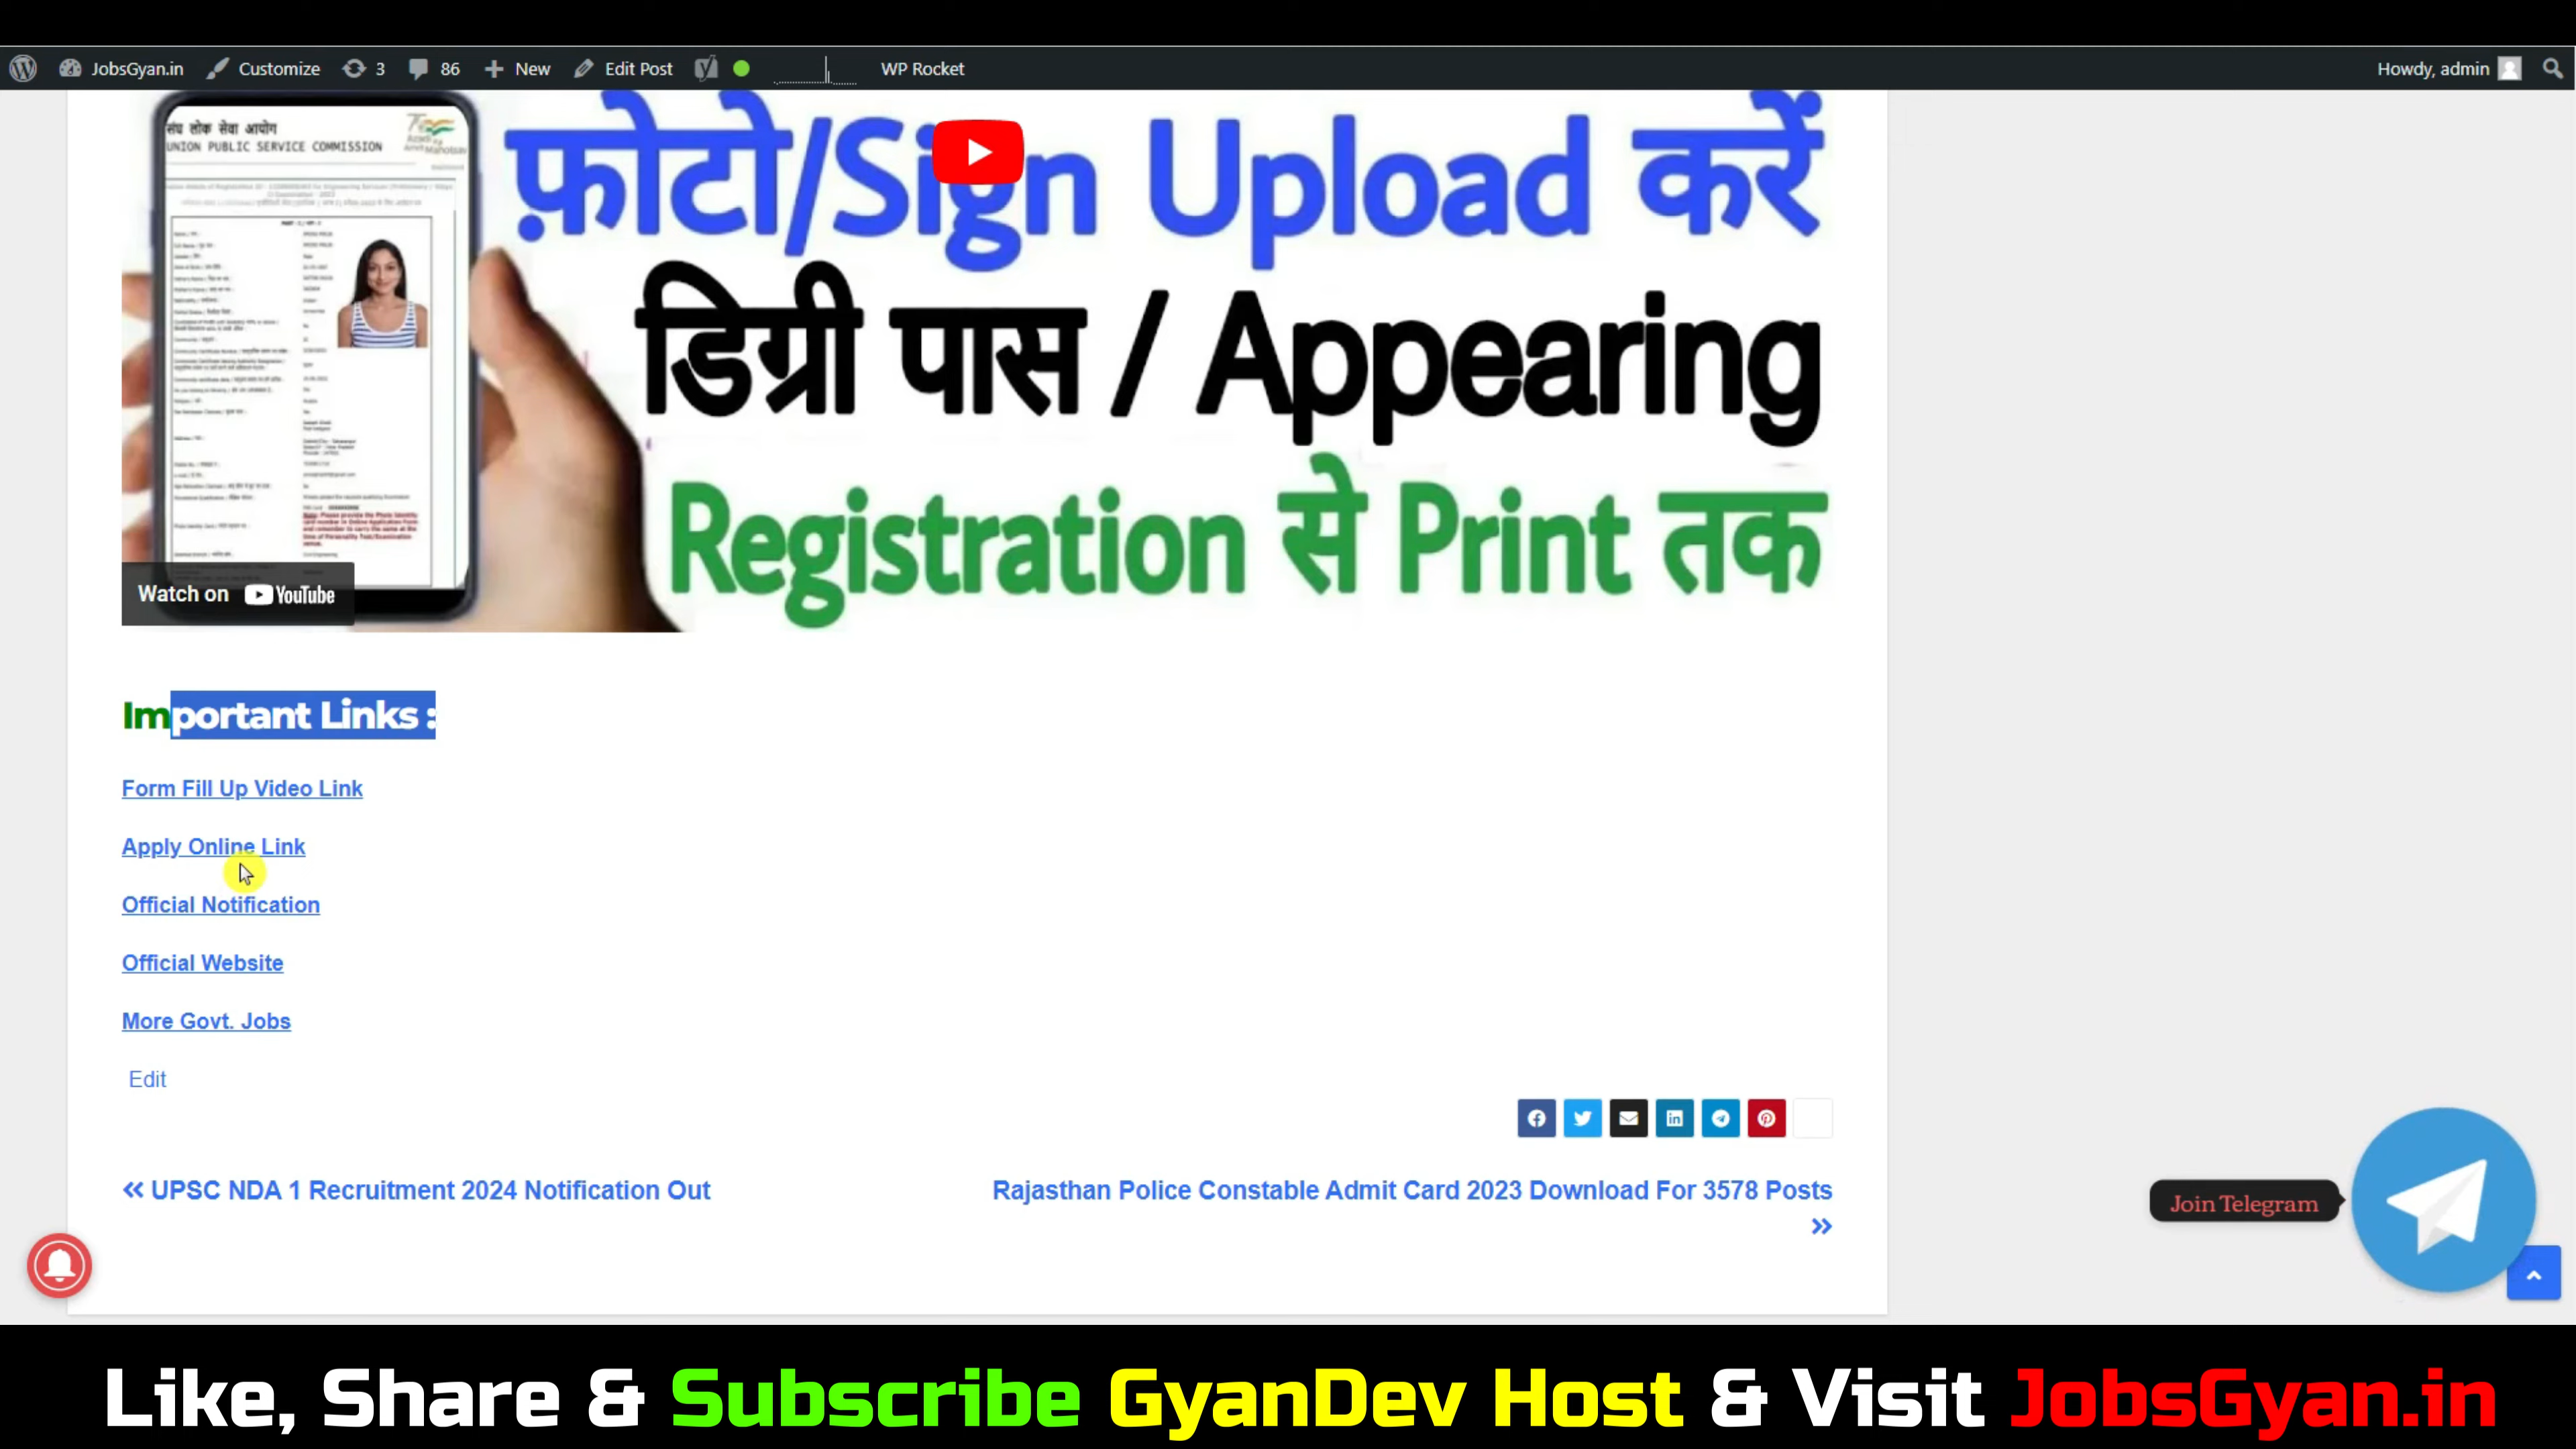 JobsGyan.in Customize 3 86 New Edit Post WP Rocket Howdy, admin
संघ लोक सेवा आयोग
UNION PUBLIC SERVICE COMMISSION
फ़ोटो/Sign Upload करें
डिग्री पास / Appearing
Registration से Print तक
Watch on YouTube
Important Links :
Form Fill Up Video Link
Apply Online Link
Official Notification
Official Website
More Govt. Jobs
Edit
« UPSC NDA 1 Recruitment 2024 Notification Out
Rajasthan Police Constable Admit Card 2023 Download For 3578 Posts
»
Join Telegram
Like, Share & Subscribe GyanDev Host & Visit JobsGyan.in